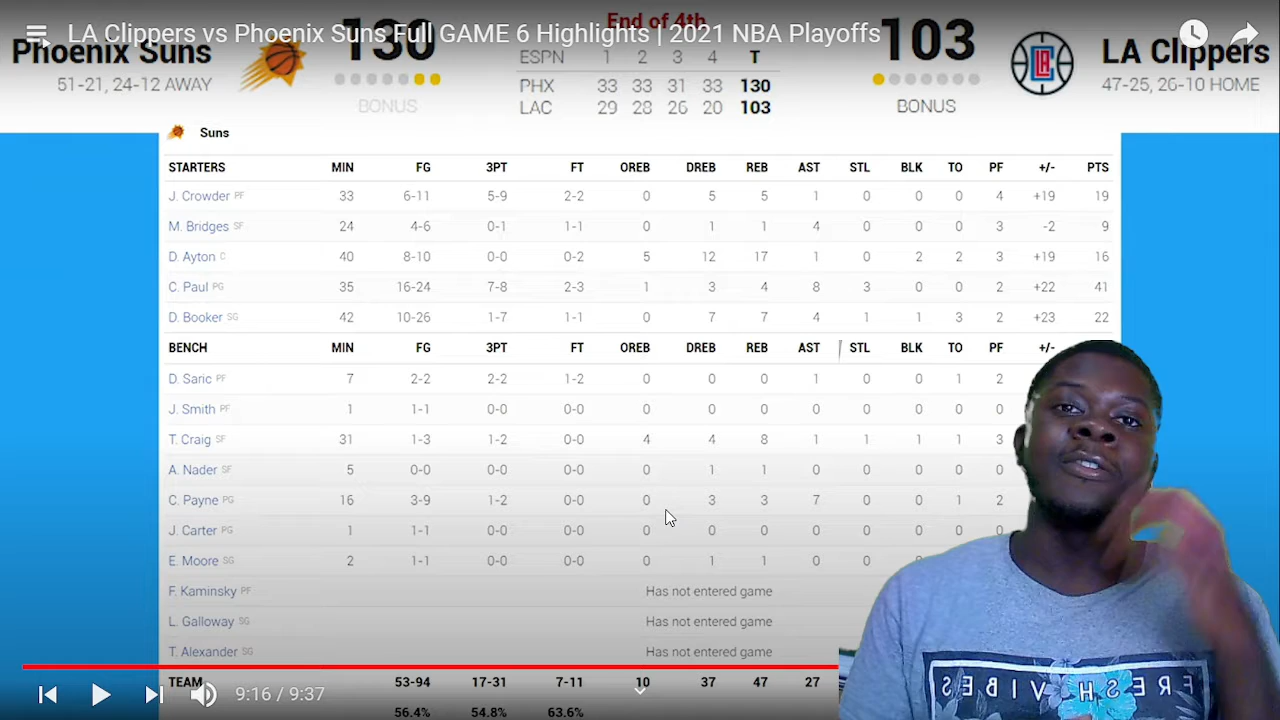 LA Clippers vs Phoenix Suns Full GAME 6 Highlights | 2021 NBA Playoffs
End of 4th
Phoenix Suns 130 ESPN 1 2 3 4 T 103 LA Clippers
51-21, 24-12 AWAY PHX 33 33 31 33 130 47-25, 26-10 HOME
BONUS LAC 29 28 26 20 103 BONUS
Suns
STARTERS MIN FG 3PT FT OREB DREB REB AST STL BLK TO PF +/- PTS
J. Crowder PF 33 6-11 5-9 2-2 0 5 5 1 0 0 0 4 +19 19
M. Bridges SF 24 4-6 0-1 1-1 0 1 1 4 0 0 0 3 -2 9
D. Ayton C 40 8-10 0-0 0-2 5 12 17 1 0 2 2 3 +19 16
C. Paul PG 35 16-24 7-8 2-3 1 3 4 8 3 0 0 2 +22 41
D. Booker SG 42 10-26 1-7 1-1 0 7 7 4 1 1 3 2 +23 22
BENCH MIN FG 3PT FT OREB DREB REB AST STL BLK TO PF +/-
D. Saric PF 7 2-2 2-2 1-2 0 0 0 1 0 0 1 2
J. Smith PF 1 1-1 0-0 0-0 0 0 0 0 0 0 0 0
T. Craig SF 31 1-3 1-2 0-0 4 4 8 1 1 1 1 3
A. Nader SF 5 0-0 0-0 0-0 0 1 1 0 0 0 0 0
C. Payne PG 16 3-9 1-2 0-0 0 3 3 7 0 0 1 2
J. Carter PG 1 1-1 0-0 0-0 0 0 0 0 0 0 0 0
E. Moore SG 2 1-1 0-0 0-0 0 1 1 0 0
F. Kaminsky PF Has not entered game
L. Galloway SG Has not entered game
T. Alexander SG Has not entered game
TEAM 53-94 17-31 7-11 10 37 47 27
9:16 / 9:37
56.4% 54.8% 63.6%
FRESH VIBES